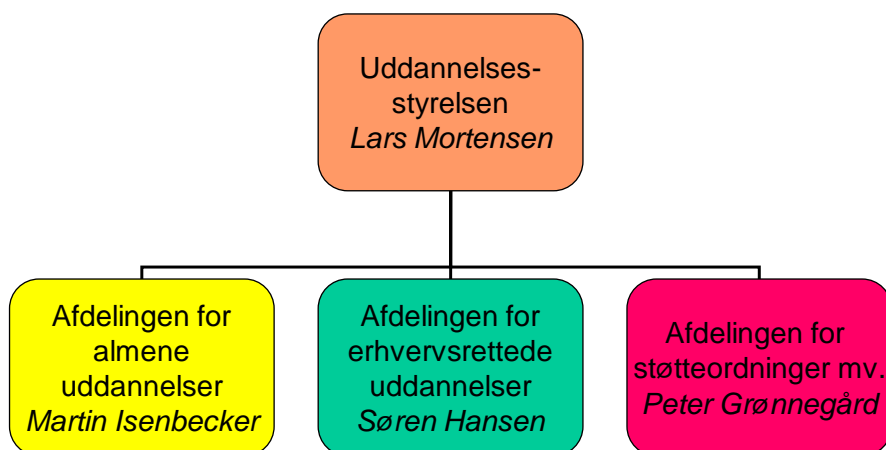 Uddannelses-
styrelsen
Lars Mortensen
Afdelingen for
almene
uddannelser
Martin Isenbecker
Afdelingen for
erhvervsrettede
uddannelser
Søren Hansen
Afdelingen for
støtteordninger mv.
Peter Grønnegård